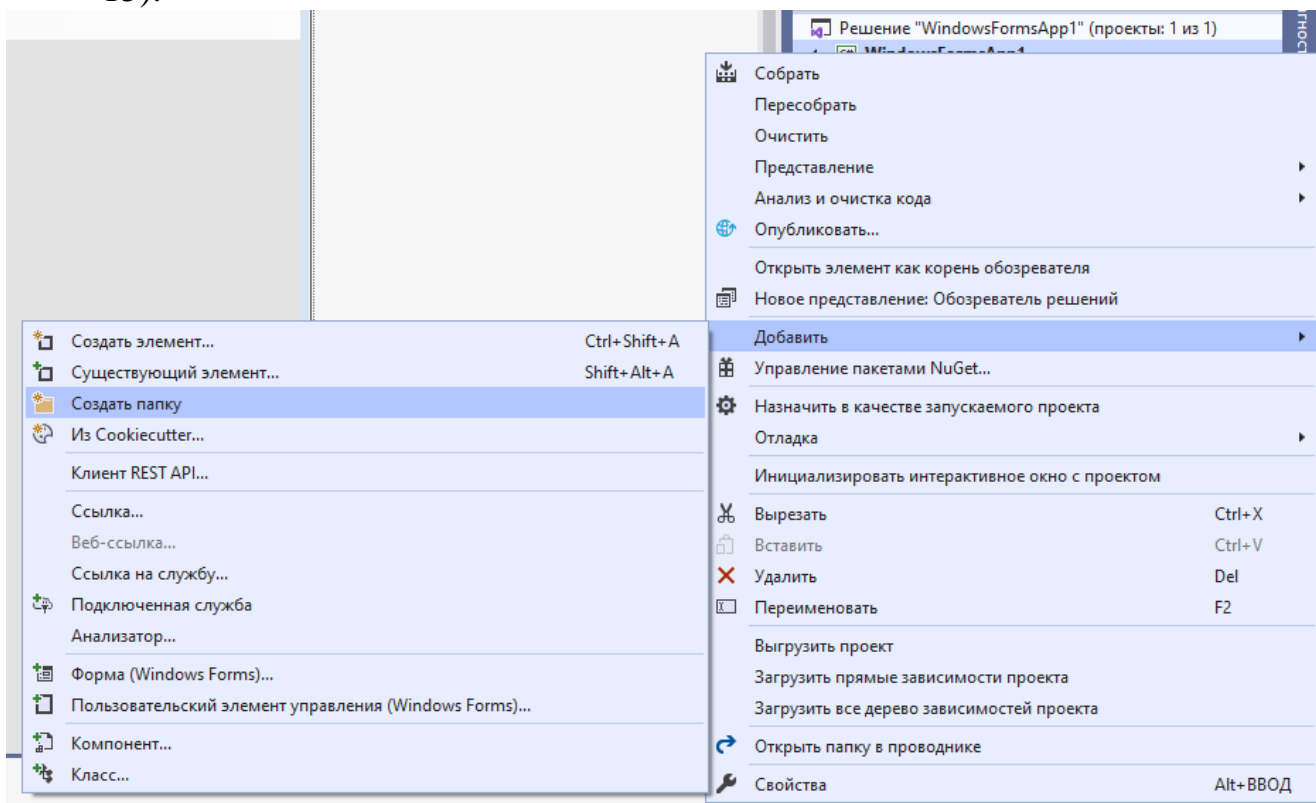 Решение "WindowsFormsApp1" (проекты: 1 из 1)
WindowsFormsApp1
Собрать
Пересобрать
Очистить
Представление
Анализ и очистка кода
Опубликовать...
Открыть элемент как корень обозревателя
Новое представление: Обозреватель решений
Добавить
Управление пакетами NuGet...
Назначить в качестве запускаемого проекта
Отладка
Инициализировать интерактивное окно с проектом
Вырезать Ctrl+X
Вставить Ctrl+V
Удалить Del
Переименовать F2
Выгрузить проект
Загрузить прямые зависимости проекта
Загрузить все дерево зависимостей проекта
Открыть папку в проводнике
Свойства Alt+ВВОД
Создать элемент... Ctrl+Shift+A
Существующий элемент... Shift+Alt+A
Создать папку
Из Cookiecutter...
Клиент REST API...
Ссылка...
Веб-ссылка...
Ссылка на службу...
Подключенная служба
Анализатор...
Форма (Windows Forms)...
Пользовательский элемент управления (Windows Forms)...
Компонент...
Класс...